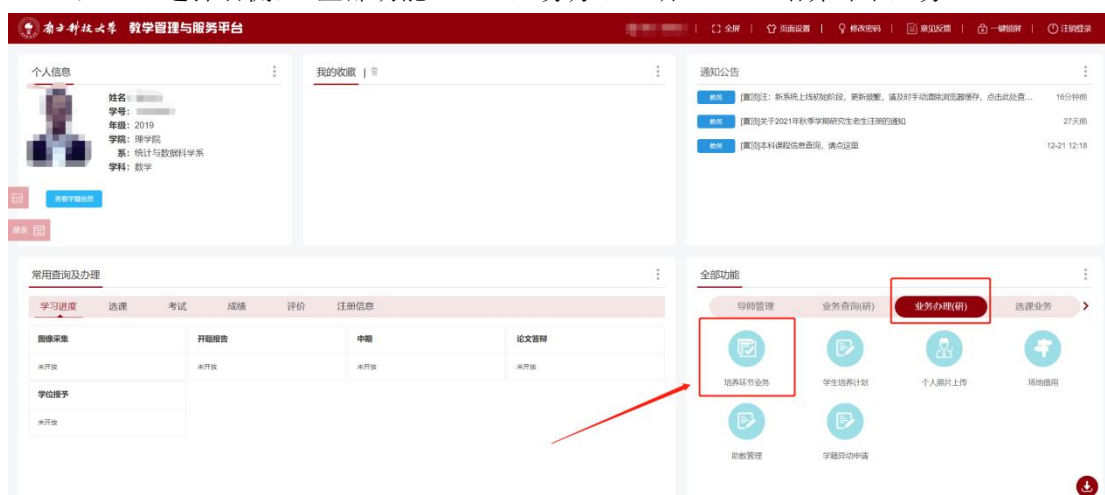 南方科技大学 教学管理与服务平台
全屏 | 页面设置 | 修改密码 | 意见反馈 | 一键锁屏 | 注销登录
个人信息
我的收藏 |
通知公告
姓名:
学号:
年级: 2019
学院: 理学院
系: 统计与数据科学系
学科: 数学
查看学籍信息
课表
教务 [置顶]注:新系统上线初始阶段,更新频繁,请及时手动清除浏览器缓存,点击此处查... 16分钟前
教务 [置顶]关于2021年秋季学期研究生老生注册的通知 27天前
教务 [置顶]本科课程信息查询,请点这里 12-21 12:18
常用查询及办理
全部功能
学习进度 选课 考试 成绩 评价 注册信息
导师管理 业务查询(研) 业务办理(研) 选课业务
图像采集 开题报告 中期 论文答辩
未开放 未开放 未开放 未开放
学位授予
未开放
培养环节业务 学生培养计划 个人照片上传 场地借用
助教管理 学籍异动申请